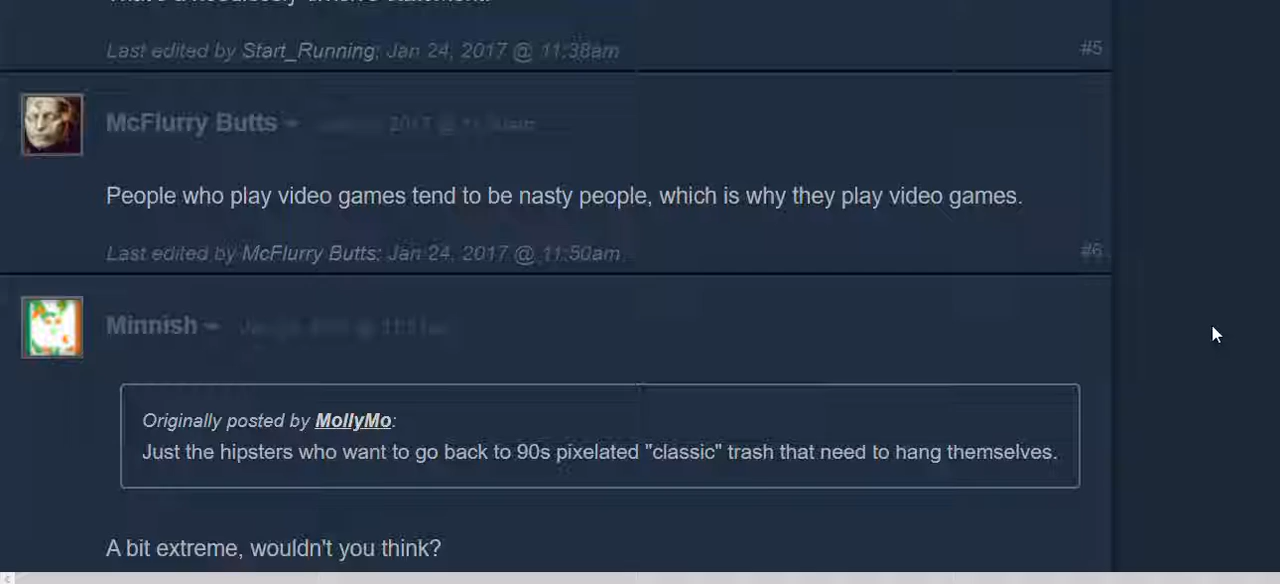 Last edited by Start_Running; Jan 24, 2017 @ 11:38am
#5
McFlurry Butts
2017 @
People who play video games tend to be nasty people, which is why they play video games.
Last edited by McFlurry Butts; Jan 24, 2017 @ 11:50am
#6
Minnish
Originally posted by MollyMo:
Just the hipsters who want to go back to 90s pixelated "classic" trash that need to hang themselves.
A bit extreme, wouldn't you think?